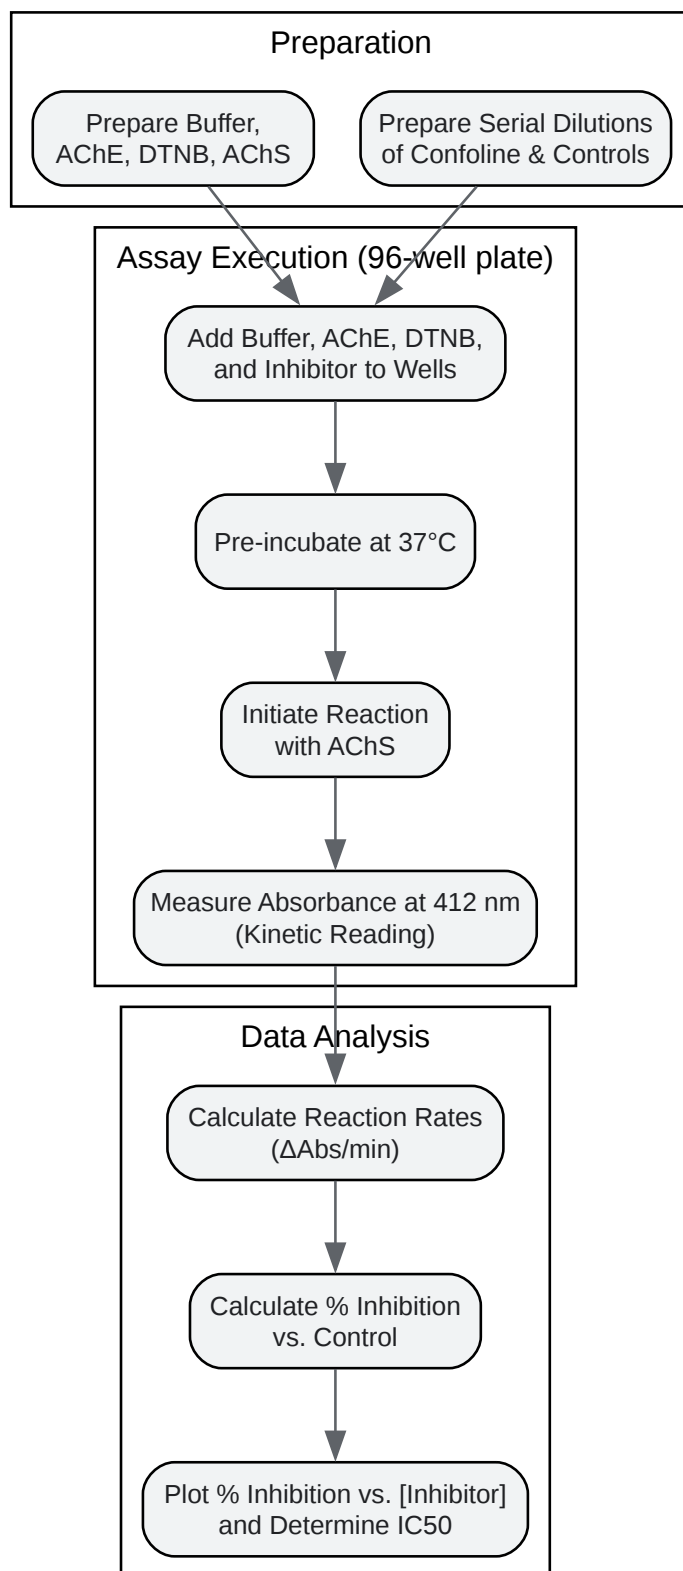 Preparation
Prepare Buffer,
AChE, DTNB, AChS
Prepare Serial Dilutions
of Confoline & Controls
Assay Execution (96-well plate)
Add Buffer, AChE, DTNB,
and Inhibitor to Wells
Pre-incubate at 37°C
Initiate Reaction
with AChS
Measure Absorbance at 412 nm
(Kinetic Reading)
Data Analysis
Calculate Reaction Rates
(ΔAbs/min)
Calculate % Inhibition
vs. Control
Plot % Inhibition vs. [Inhibitor]
and Determine IC50